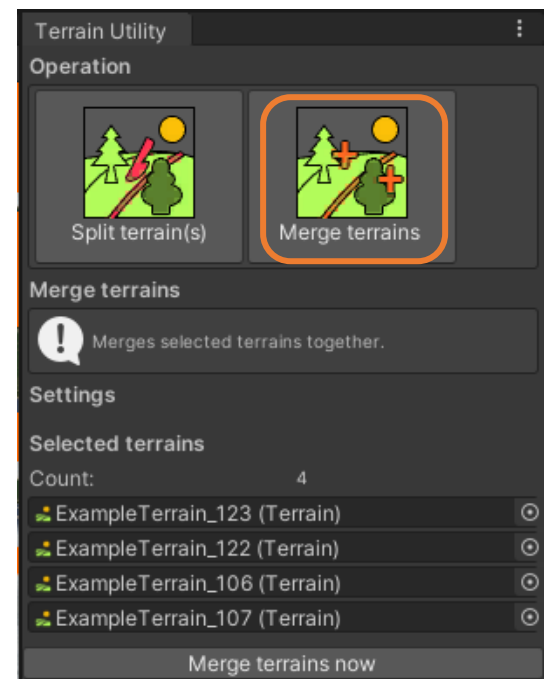 Terrain Utility
Operation
Split terrain(s)
Merge terrains
Merge terrains
Merges selected terrains together.
Settings
Selected terrains
Count: 4
ExampleTerrain_123 (Terrain)
ExampleTerrain_122 (Terrain)
ExampleTerrain_106 (Terrain)
ExampleTerrain_107 (Terrain)
Merge terrains now